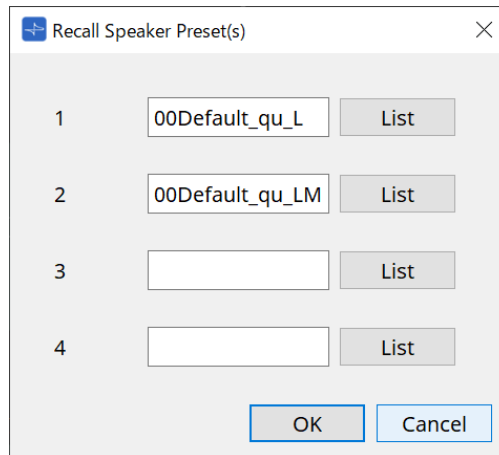 Recall Speaker Preset(s)
1 00Default_qu_L List
2 00Default_qu_LM List
3 List
4 List
OK Cancel